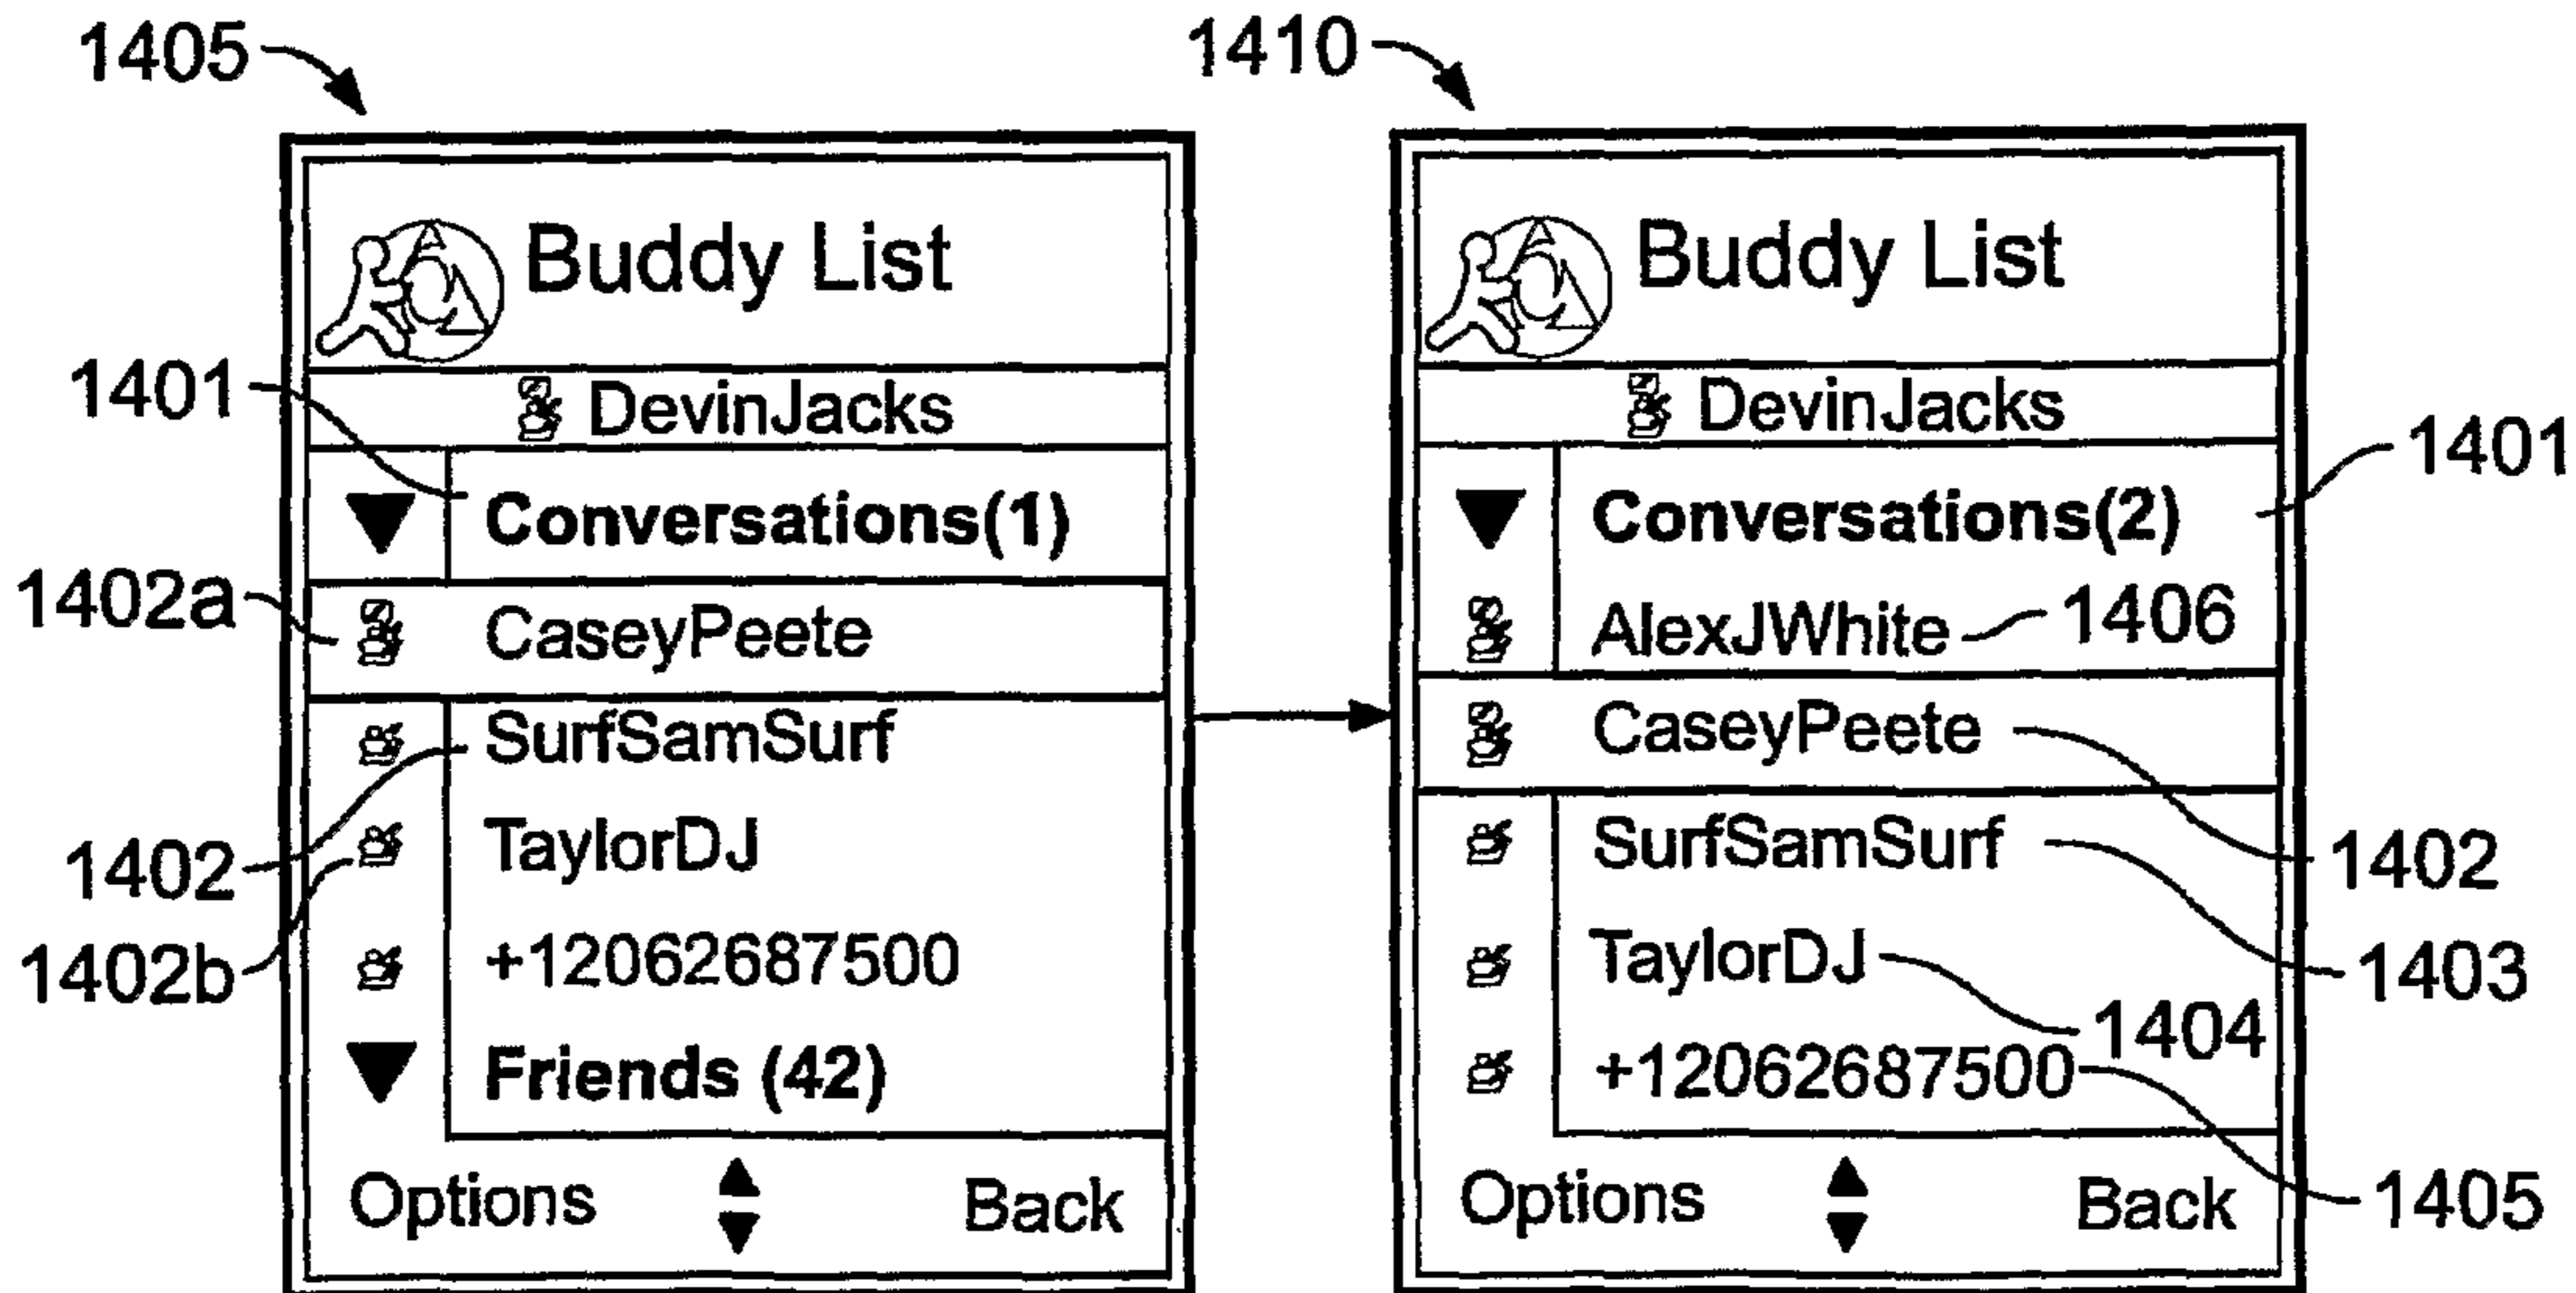 1405
Buddy List
1401
DevinJacks
Conversations(1)
1402a
CaseyPeete
SurfSamSurf
1402
TaylorDJ
1402b
+12062687500
Friends (42)
Options
Back
1410
Buddy List
DevinJacks
1401
Conversations(2)
AlexJWhite
1406
CaseyPeete
1402
SurfSamSurf
1403
TaylorDJ
1404
+12062687500
1405
Options
Back